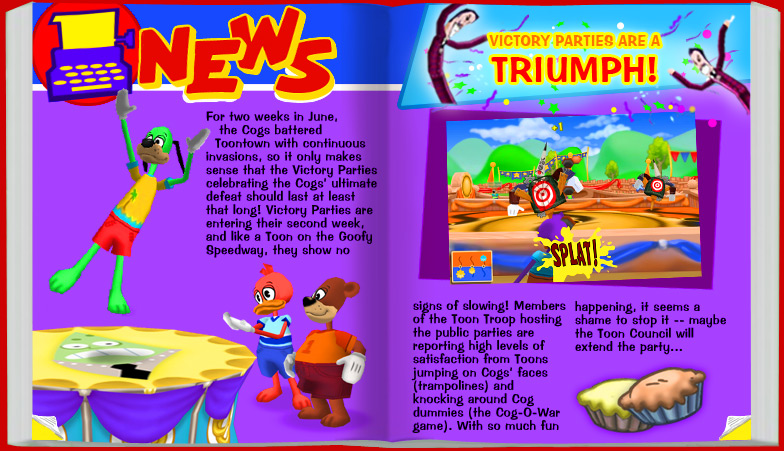 NEWS
For two weeks in June,
the Cogs battered
Toontown with continuous
invasions, so it only makes
sense that the Victory Parties
celebrating the Cogs' ultimate
defeat should last at least
that long! Victory Parties are
entering their second week,
and like a Toon on the Goofy
Speedway, they show no
VICTORY PARTIES ARE A
TRIUMPH!
+1
SPLAT!
signs of slowing! Members
of the Toon Troop hosting
the public parties are
reporting high levels of
satisfaction from Toons
jumping on Cogs' faces
(trampolines) and
knocking around Cog
dummies (the Cog-O-War
game). With so much fun
happening, it seems a
shame to stop it -- maybe
the Toon Council will
extend the party...